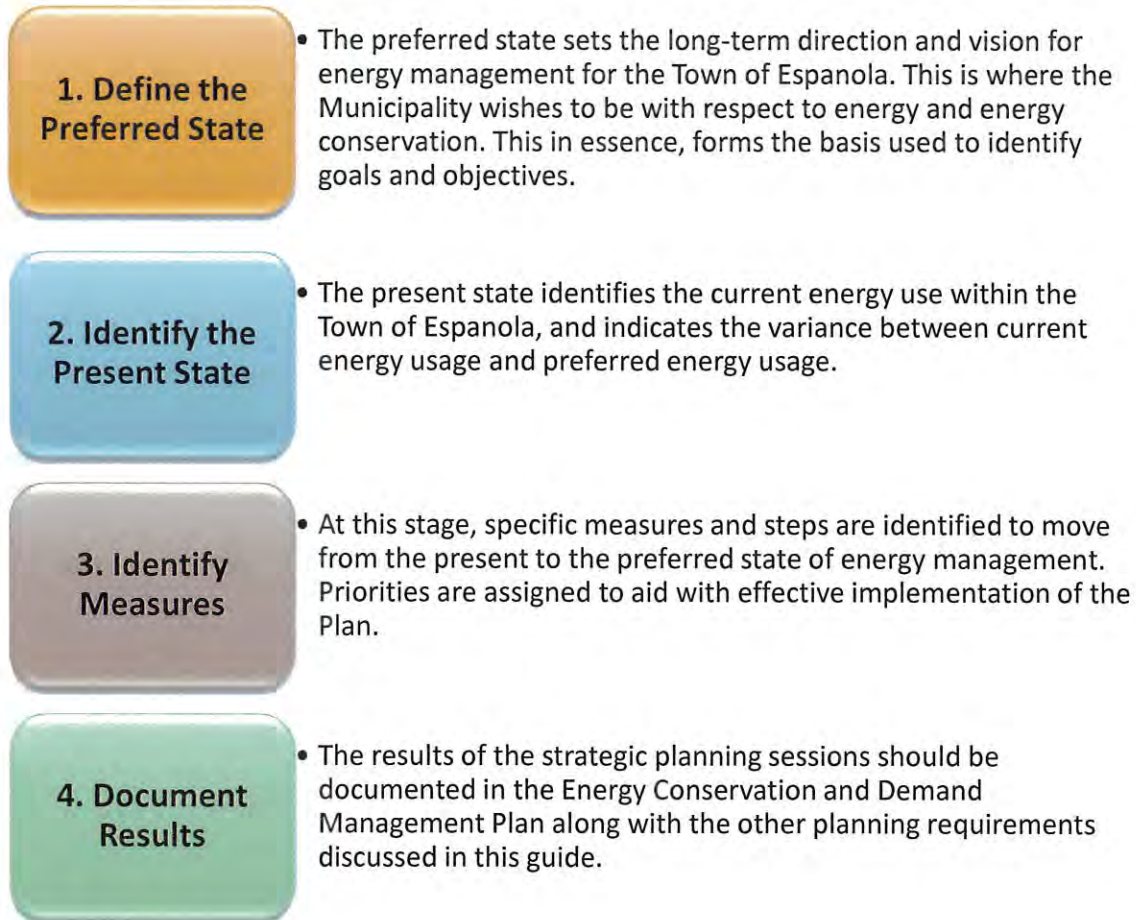 1. Define the
Preferred State
• The preferred state sets the long-term direction and vision for
energy management for the Town of Espanola. This is where the
Municipality wishes to be with respect to energy and energy
conservation. This in essence, forms the basis used to identify
goals and objectives.
2. Identify the
Present State
• The present state identifies the current energy use within the
Town of Espanola, and indicates the variance between current
energy usage and preferred energy usage.
3. Identify
Measures
• At this stage, specific measures and steps are identified to move
from the present to the preferred state of energy management.
Priorities are assigned to aid with effective implementation of the
Plan.
4. Document
Results
• The results of the strategic planning sessions should be
documented in the Energy Conservation and Demand
Management Plan along with the other planning requirements
discussed in this guide.